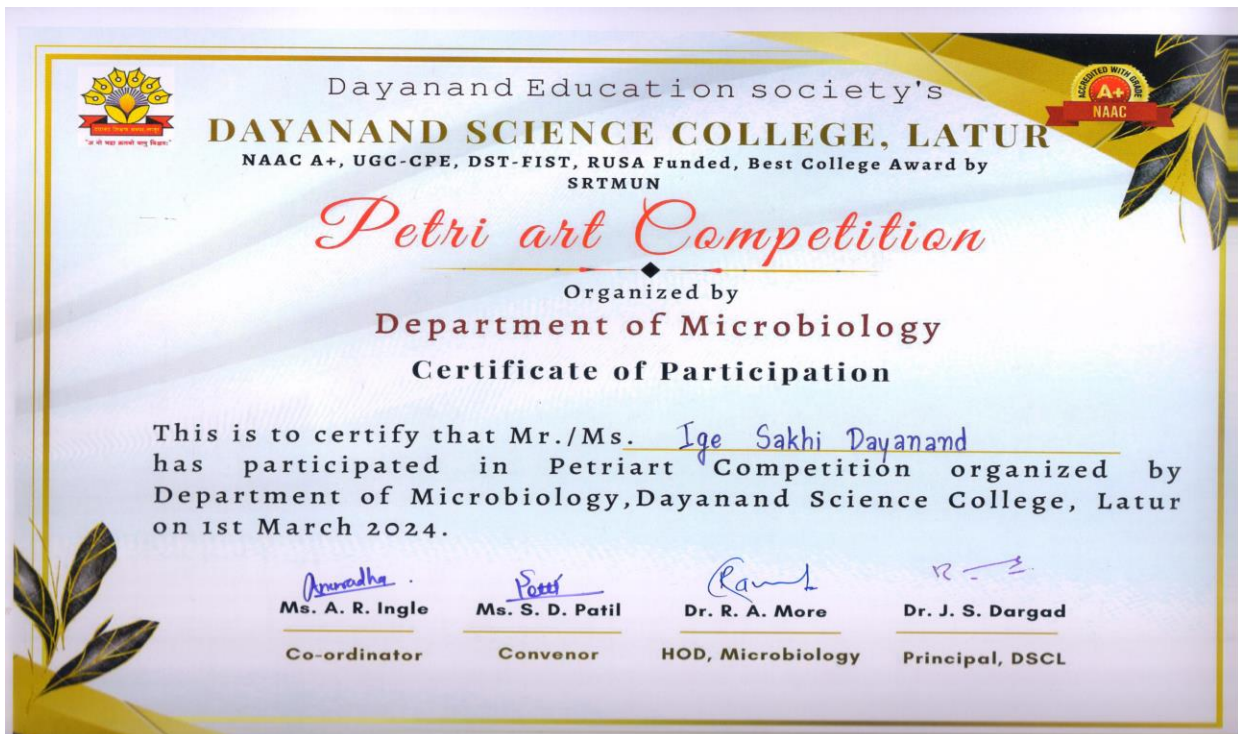 Dayanand Education society's
DAYANAND SCIENCE COLLEGE, LATUR
NAAC A+, UGC-CPE, DST-FIST, RUSA Funded, Best College Award by
SRTMUN
ACCREDITED WITH GRADE
A+
NAAC
Petri art Competition
Organized by
Department of Microbiology
Certificate of Participation
This is to certify that Mr./Ms. Ige Sakhi Dayanand
has participated in Petriart Competition organized by
Department of Microbiology,Dayanand Science College, Latur
on 1st March 2024.
Anuradha.
Ms. A. R. Ingle Ms. S. D. Patil Dr. R. A. More Dr. J. S. Dargad
Co-ordinator Convenor HOD, Microbiology Principal, DSCL